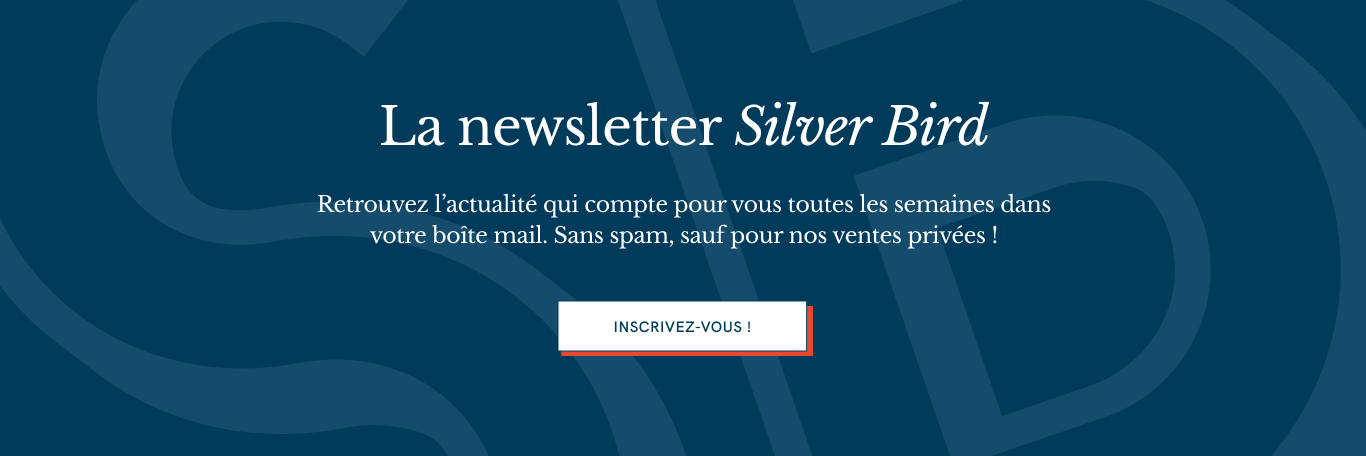 La newsletter Silver Bird
Retrouvez l’actualité qui compte pour vous toutes les semaines dans
votre boîte mail. Sans spam, sauf pour nos ventes privées !
INSCRIVEZ-VOUS !